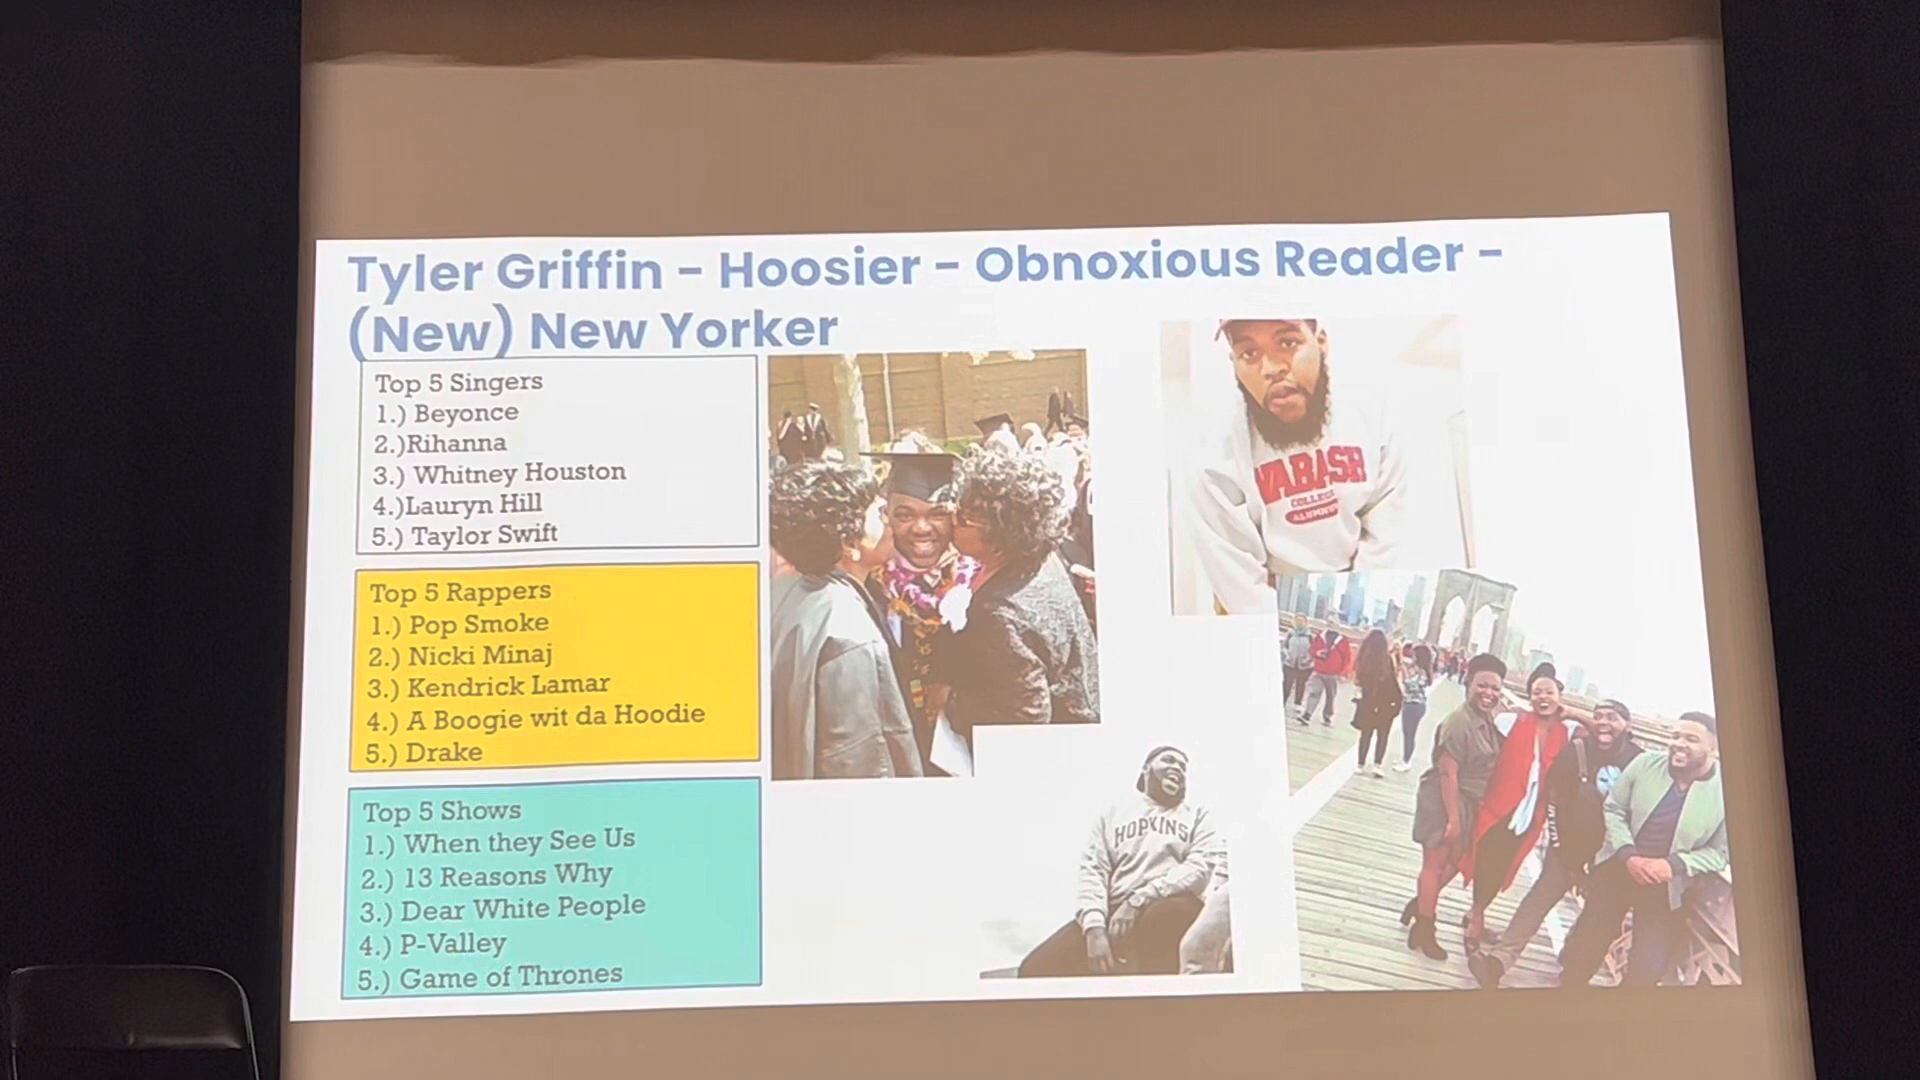 Tyler Griffin - Hoosier - Obnoxious Reader -
(New) New Yorker
Top 5 Singers
1.) Beyonce
2.)Rihanna
3.) Whitney Houston
4.)Lauryn Hill
5.) Taylor Swift
Top 5 Rappers
1.) Pop Smoke
2.) Nicki Minaj
3.) Kendrick Lamar
4.) A Boogie wit da Hoodie
5.) Drake
Top 5 Shows
1.) When they See Us
2.) 13 Reasons Why
3.) Dear White People
4.) P-Valley
5.) Game of Thrones
WABASH
COLLEGE
ALUMNUS
HOPKINS